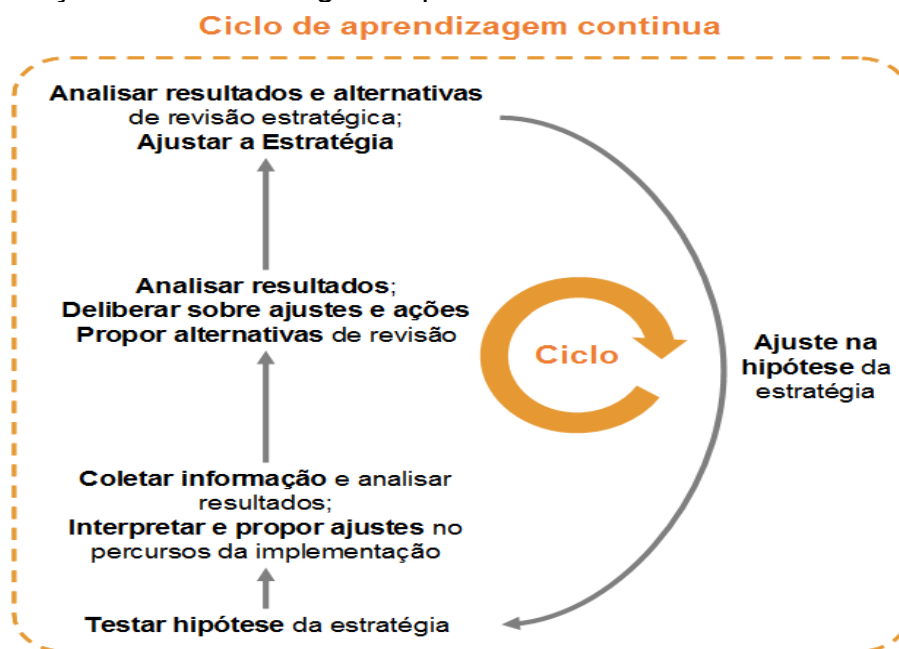 Ciclo de aprendizagem continua
Analisar resultados e alternativas
de revisão estratégica;
Ajustar a Estratégia
Analisar resultados;
Deliberar sobre ajustes e ações
Propor alternativas de revisão
Ciclo
Ajuste na
hipótese da
estratégia
Coletar informação e analisar
resultados;
Interpretar e propor ajustes no
percursos da implementação
Testar hipótese da estratégia